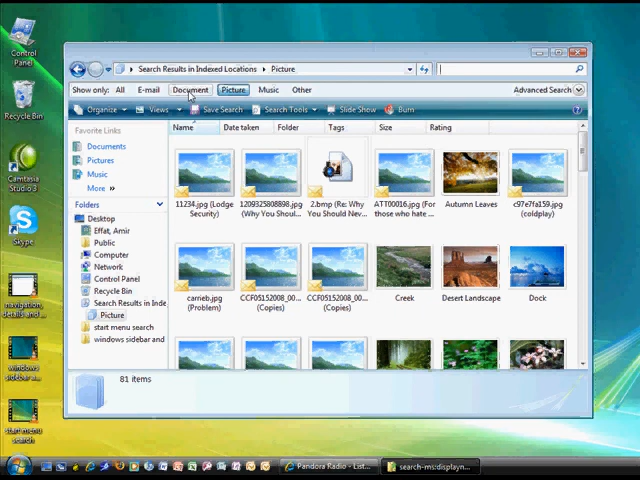 Control
Panel
Recycle Bin
Camtasia
Studio 3
Skype
navigation,
details and ...
windows
sidebar a...
start menu
search
Search Results in Indexed Locations
Picture
Show only: All E-mail Document Picture Music Other Advanced Search
Organize Views Save Search Search Tools Slide Show Burn
Favorite Links
Documents
Pictures
Music
More »
Folders
Desktop
Effat, Amir
Public
Computer
Network
Control Panel
Recycle Bin
Search Results in Inde
Picture
start menu search
windows sidebar and
Name Date taken Folder Tags Size Rating
11234.jpg (Lodge
Security)
1209325808898.jpg
(Why You Shoul...
2.bmp (Re: Why
You Should Nev...
ATT00016.jpg (For
those who hate ...
Autumn Leaves
c97e7fa159.jpg
(coldplay)
carrieb.jpg
(Problem)
CCF05152008_00...
(Copies)
CCF05152008_00...
(Copies)
Creek
Desert Landscape
Dock
81 items
Pandora Radio - List...
search-ms:displayn...